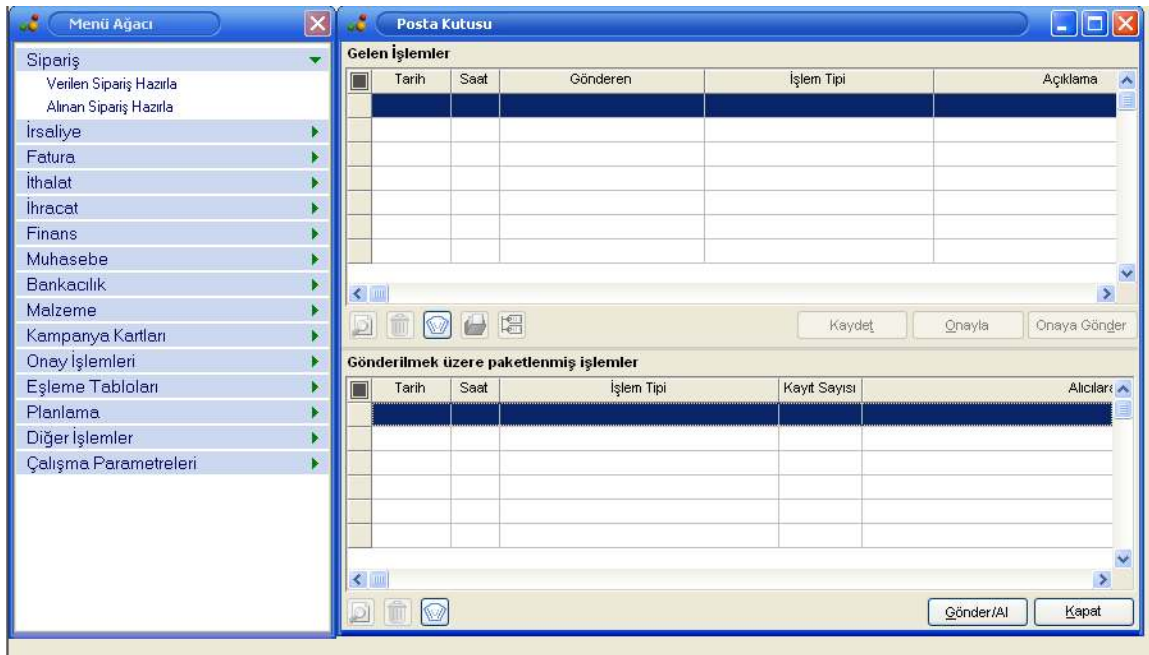 Menü Ağacı
Sipariş
Verilen Sipariş Hazırla
Alınan Sipariş Hazırla
İrsaliye
Fatura
İthalat
İhracat
Finans
Muhasebe
Bankacılık
Malzeme
Kampanya Kartları
Onay İşlemleri
Eşleme Tabloları
Planlama
Diğer İşlemler
Çalışma Parametreleri
Posta Kutusu
Gelen İşlemler
Tarih Saat Gönderen İşlem Tipi Açıklama
Kaydet Onayla Onaya Gönder
Gönderilmek üzere paketlenmiş işlemler
Tarih Saat İşlem Tipi Kayıt Sayısı Alıcılara
Gönder/Al Kapat